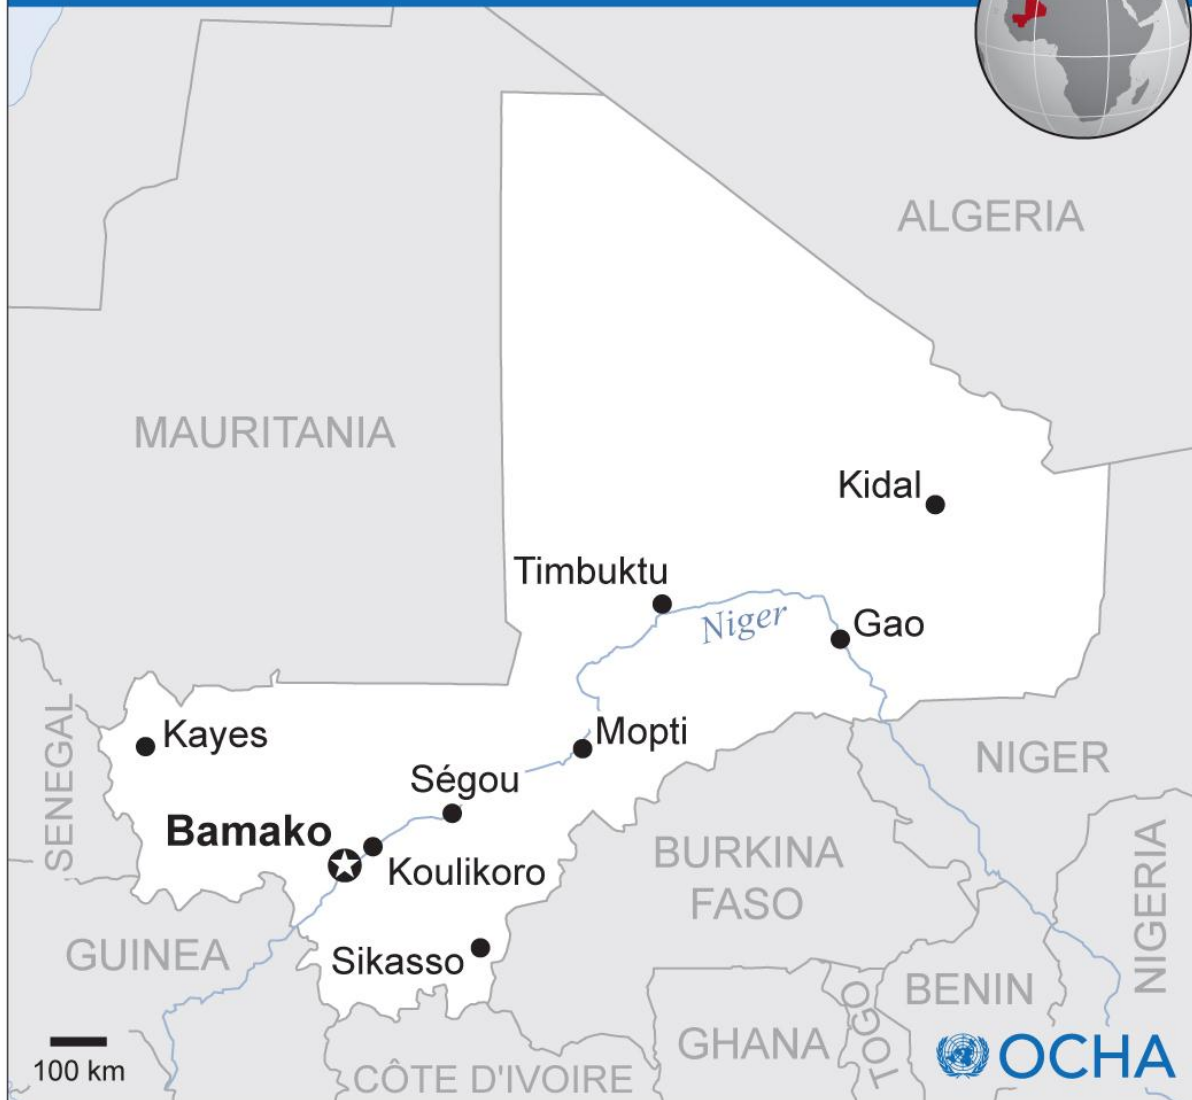 ALGERIA
MAURITANIA
Kidal
Timbuktu
Niger
Gao
SENEGAL
Kayes
Mopti
NIGER
Ségou
Bamako
Koulikoro
BURKINA
FASO
NIGERIA
GUINEA
Sikasso
BENIN
TOGO
GHANA
OCHA
100 km
CÔTE D'IVOIRE